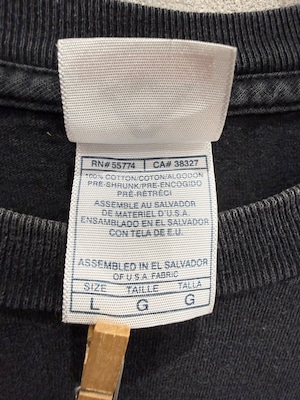 RN# 55774 CA# 38327
100% COTTON/COTON/ALGODON
PRE-SHRUNK/PRE-ENCOGIDO
PRÉ-RÉTRÉCI
ASSEMBLE AU SALVADOR
DE MATERIEL D'U.S.A.
ENSAMBLADO EN EL SALVADOR
CON TELA DE E.U.
ASSEMBLED IN EL SALVADOR
OF U.S.A. FABRIC
SIZE TAILLE TALLA
L G G